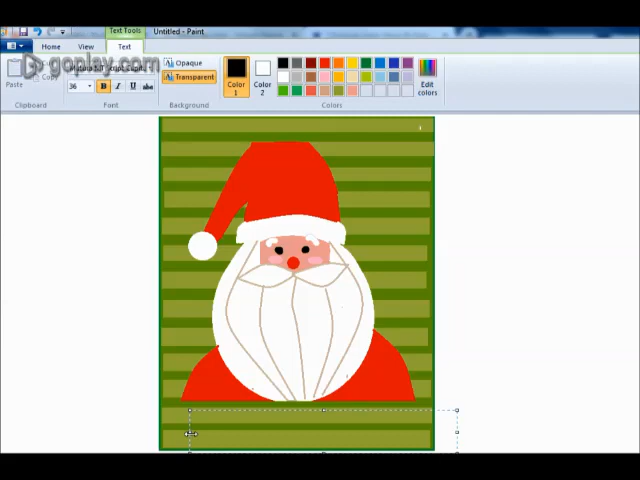 Text Tools
Untitled - Paint
Home View Text
goplay.com
Paste
Copy
36 B I U abc
Opaque
Transparent
Color 1
Color 2
Edit colors
Clipboard Font Background Colors